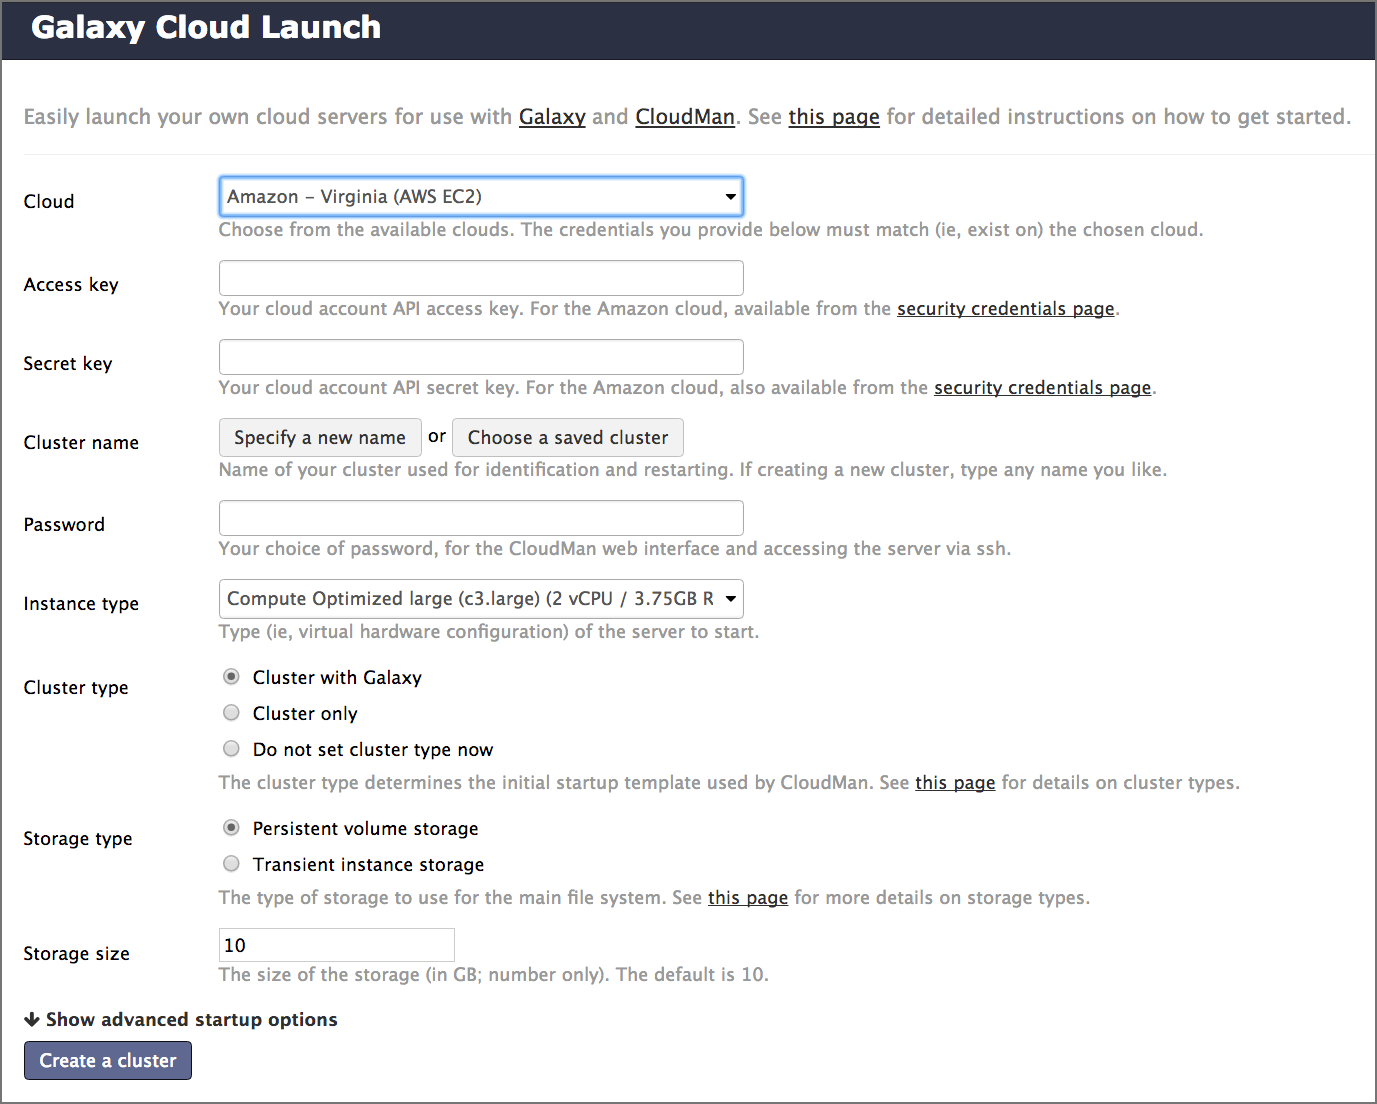 Galaxy Cloud Launch
Easily launch your own cloud servers for use with Galaxy and CloudMan. See this page for detailed instructions on how to get started.
Cloud
Amazon – Virginia (AWS EC2)
Choose from the available clouds. The credentials you provide below must match (ie, exist on) the chosen cloud.
Access key
Your cloud account API access key. For the Amazon cloud, available from the security credentials page.
Secret key
Your cloud account API secret key. For the Amazon cloud, also available from the security credentials page.
Cluster name
Specify a new name or Choose a saved cluster
Name of your cluster used for identification and restarting. If creating a new cluster, type any name you like.
Password
Your choice of password, for the CloudMan web interface and accessing the server via ssh.
Instance type
Compute Optimized large (c3.large) (2 vCPU / 3.75GB R
Type (ie, virtual hardware configuration) of the server to start.
Cluster type
Cluster with Galaxy
Cluster only
Do not set cluster type now
The cluster type determines the initial startup template used by CloudMan. See this page for details on cluster types.
Storage type
Persistent volume storage
Transient instance storage
The type of storage to use for the main file system. See this page for more details on storage types.
Storage size
10
The size of the storage (in GB; number only). The default is 10.
Show advanced startup options
Create a cluster